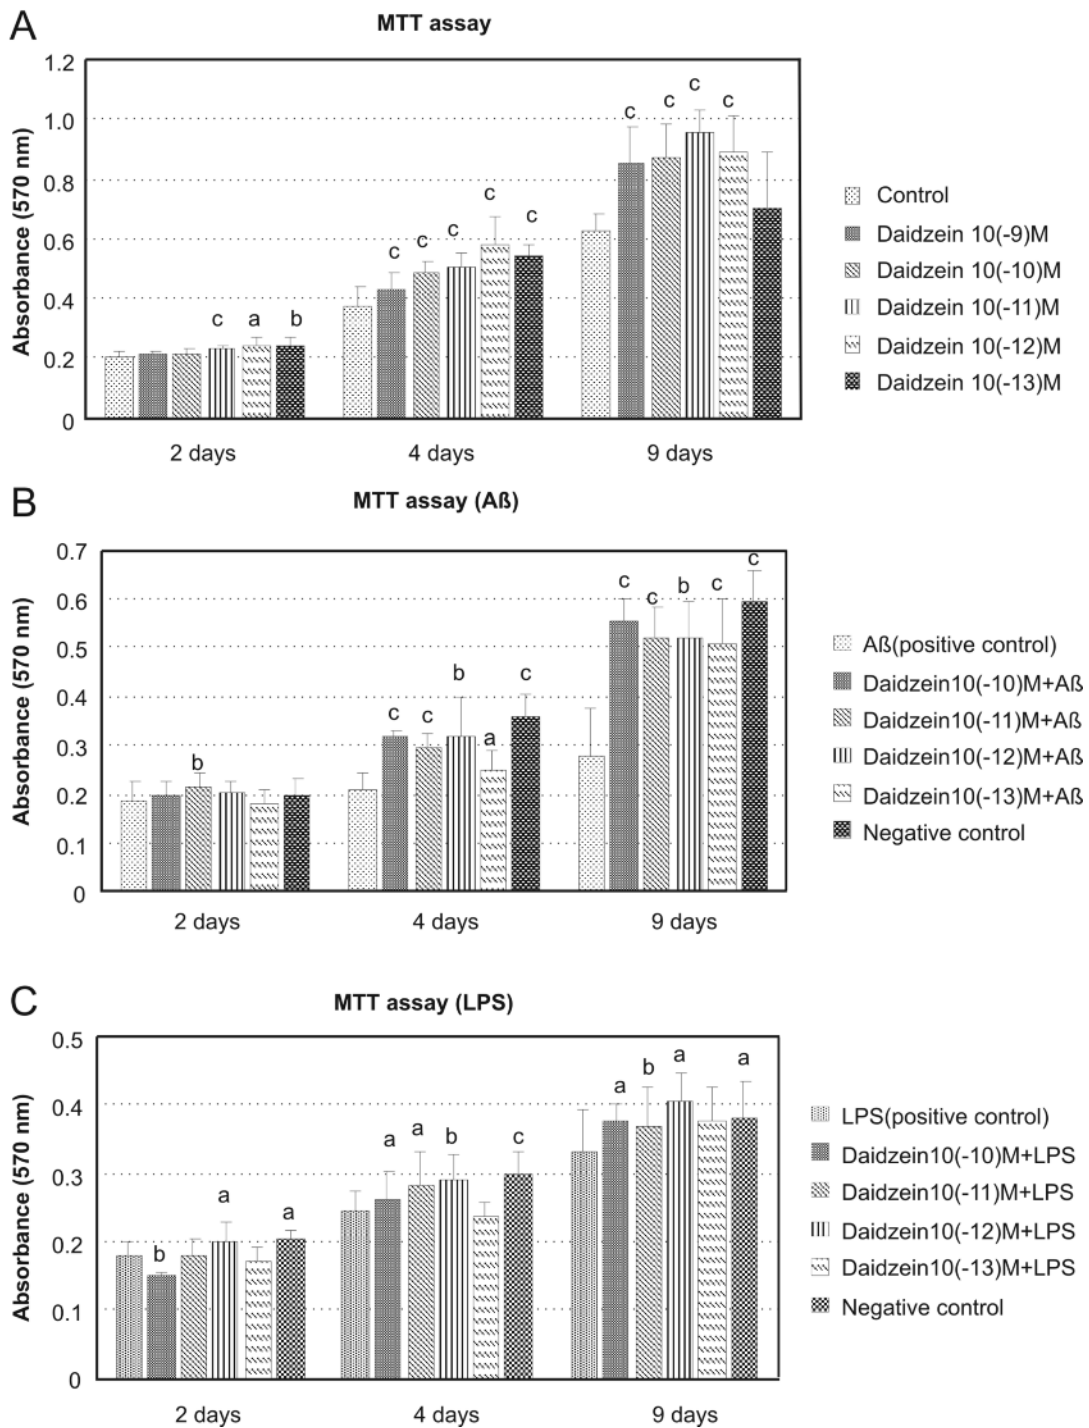 A
MTT assay
Absorbance (570 nm)
1.2
1.0
0.8
0.6
0.4
0.2
0
c a b
c c c c c
c c c c
2 days 4 days 9 days
Control
Daidzein 10(-9)M
Daidzein 10(-10)M
Daidzein 10(-11)M
Daidzein 10(-12)M
Daidzein 10(-13)M
B
MTT assay (Aß)
Absorbance (570 nm)
0.7
0.6
0.5
0.4
0.3
0.2
0.1
0
b
c c b a c
c c b c c
2 days 4 days 9 days
Aß(positive control)
Daidzein10(-10)M+Aß
Daidzein10(-11)M+Aß
Daidzein10(-12)M+Aß
Daidzein10(-13)M+Aß
Negative control
C
MTT assay (LPS)
Absorbance (570 nm)
0.5
0.4
0.3
0.2
0.1
0
b a a
a a b c
a b a a
2 days 4 days 9 days
LPS(positive control)
Daidzein10(-10)M+LPS
Daidzein10(-11)M+LPS
Daidzein10(-12)M+LPS
Daidzein10(-13)M+LPS
Negative control